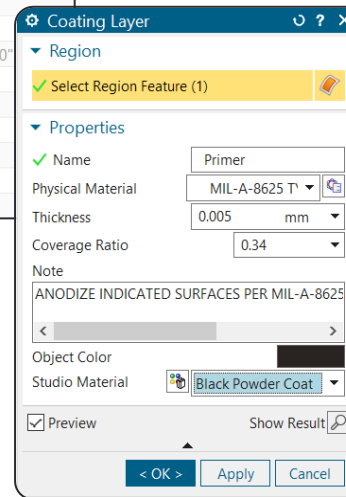 Coating Layer ?
Region
Select Region Feature (1)
Properties
Name Primer
Physical Material MIL-A-8625
Thickness 0.005 mm
Coverage Ratio 0.34
Note
ANODIZE INDICATED SURFACES PER MIL-A-8625
Object Color
Studio Material Black Powder Coat
Preview Show Result
< OK > Apply Cancel